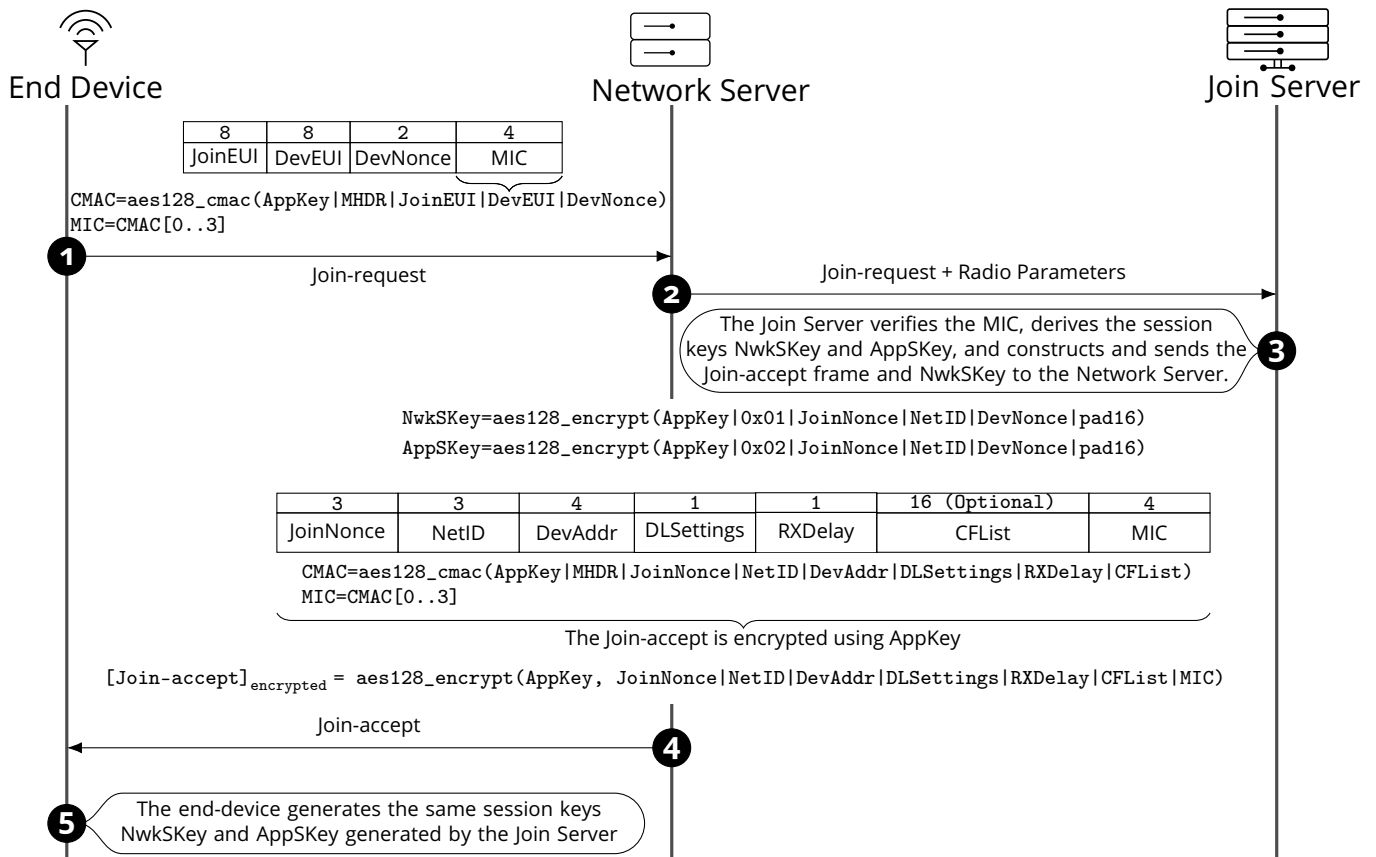 End Device
Network Server
Join Server
8 8 2 4
JoinEUI DevEUI DevNonce MIC
CMAC=aes128_cmac(AppKey|MHDR|JoinEUI|DevEUI|DevNonce)
MIC=CMAC[0..3]
1
Join-request
2
Join-request + Radio Parameters
The Join Server verifies the MIC, derives the session
keys NwkSKey and AppSKey, and constructs and sends the
Join-accept frame and NwkSKey to the Network Server.
3
NwkSKey=aes128_encrypt(AppKey|0x01|JoinNonce|NetID|DevNonce|pad16)
AppSKey=aes128_encrypt(AppKey|0x02|JoinNonce|NetID|DevNonce|pad16)
3 3 4 1 1 16 (Optional) 4
JoinNonce NetID DevAddr DLSettings RXDelay CFList MIC
CMAC=aes128_cmac(AppKey|MHDR|JoinNonce|NetID|DevAddr|DLSettings|RXDelay|CFList)
MIC=CMAC[0..3]
The Join-accept is encrypted using AppKey
[Join-accept]encrypted = aes128_encrypt(AppKey, JoinNonce|NetID|DevAddr|DLSettings|RXDelay|CFList|MIC)
Join-accept
4
5
The end-device generates the same session keys
NwkSKey and AppSKey generated by the Join Server